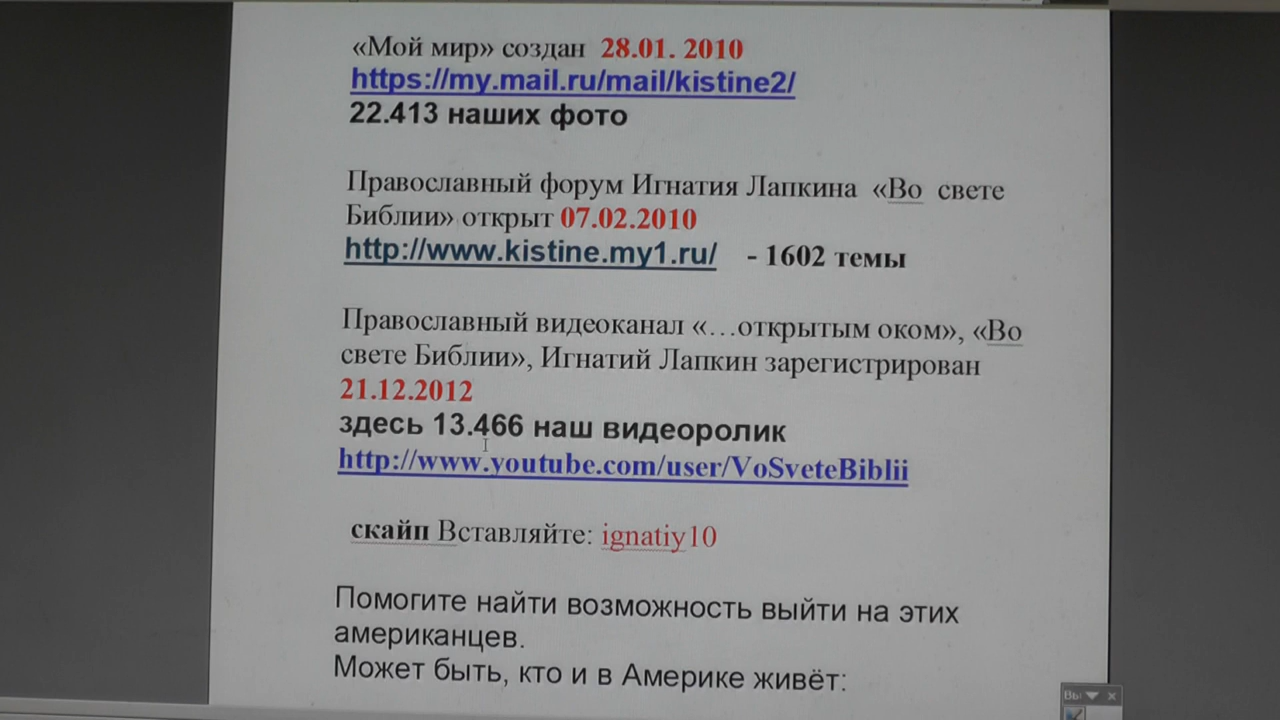 «Мой мир» создан 28.01. 2010
https://my.mail.ru/mail/kistine2/
22.413 наших фото
Православный форум Игнатия Лапкина «Во свете
Библии» открыт 07.02.2010
http://www.kistine.my1.ru/ - 1602 темы
Православный видеоканал «…открытым оком», «Во
свете Библии», Игнатий Лапкин зарегистрирован
21.12.2012
здесь 13.466 наш видеоролик
http://www.youtube.com/user/VoSveteBiblii
скайп Вставляйте: ignatiy10
Помогите найти возможность выйти на этих
американцев.
Может быть, кто и в Америке живёт:
Вы